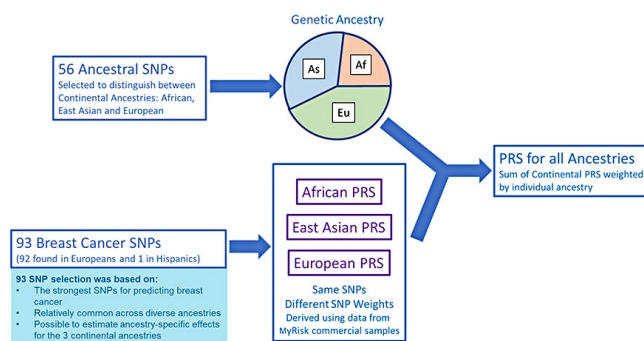 Genetic Ancestry
56 Ancestral SNPs
Selected to distinguish between
Continental Ancestries: African,
East Asian and European
As
Af
Eu
PRS for all Ancestries
Sum of Continental PRS weighted
by individual ancestry
African PRS
East Asian PRS
European PRS
Same SNPs
Different SNP Weights
Derived using data from
MyRisk commercial samples
93 Breast Cancer SNPs
(92 found in Europeans and 1 in Hispanics)
93 SNP selection was based on:
• The strongest SNPs for predicting breast
cancer
• Relatively common across diverse ancestries
• Possible to estimate ancestry-specific effects
for the 3 continental ancestries